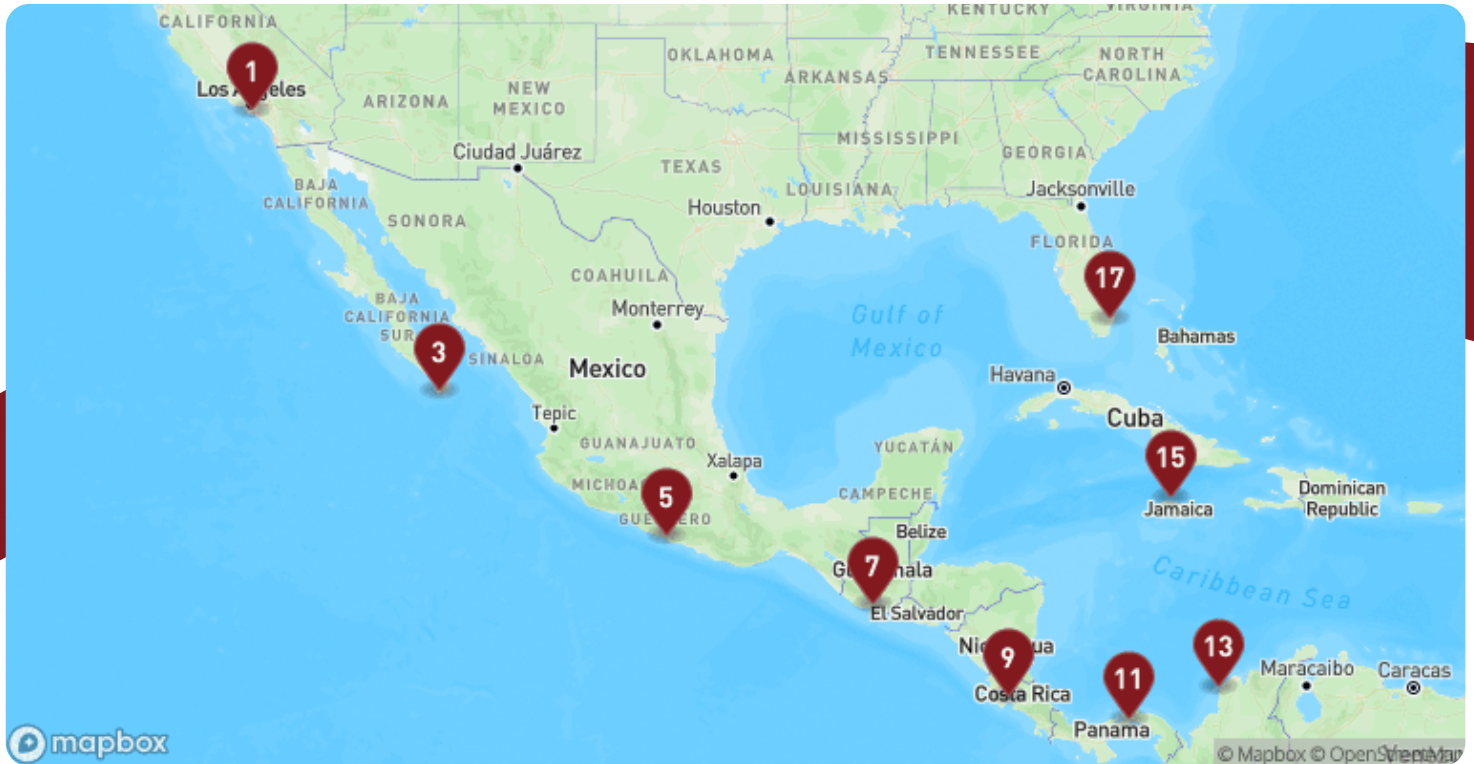 CALIFORNIA
KENTUCKY
VIRGINIA
OKLAHOMA
TENNESSEE
NORTH
CAROLINA
1
Los Angeles
ARIZONA
NEW
MEXICO
ARKANSAS
MISSISSIPPI
Ciudad Juárez
TEXAS
GEORGIA
BAJA
CALIFORNIA
LOUISIANA
Jacksonville
SONORA
Houston
FLORIDA
COAHUILA
17
BAJA
CALIFORNIA
SUR
Monterrey
Gulf of
Mexico
Bahamas
3
SINALOA
Mexico
Havana
Tepic
Cuba
GUANAJUATO
YUCATÁN
Xalapa
15
MICHOA
5
CAMPECHE
Dominican
Republic
GUERRERO
Jamaica
Belize
7
Guatemala
Caribbean Sea
El Salvador
Nicaragua
9
13
Maracaibo
Caracas
11
Costa Rica
Panama
mapbox
© Mapbox © OpenStreetMap